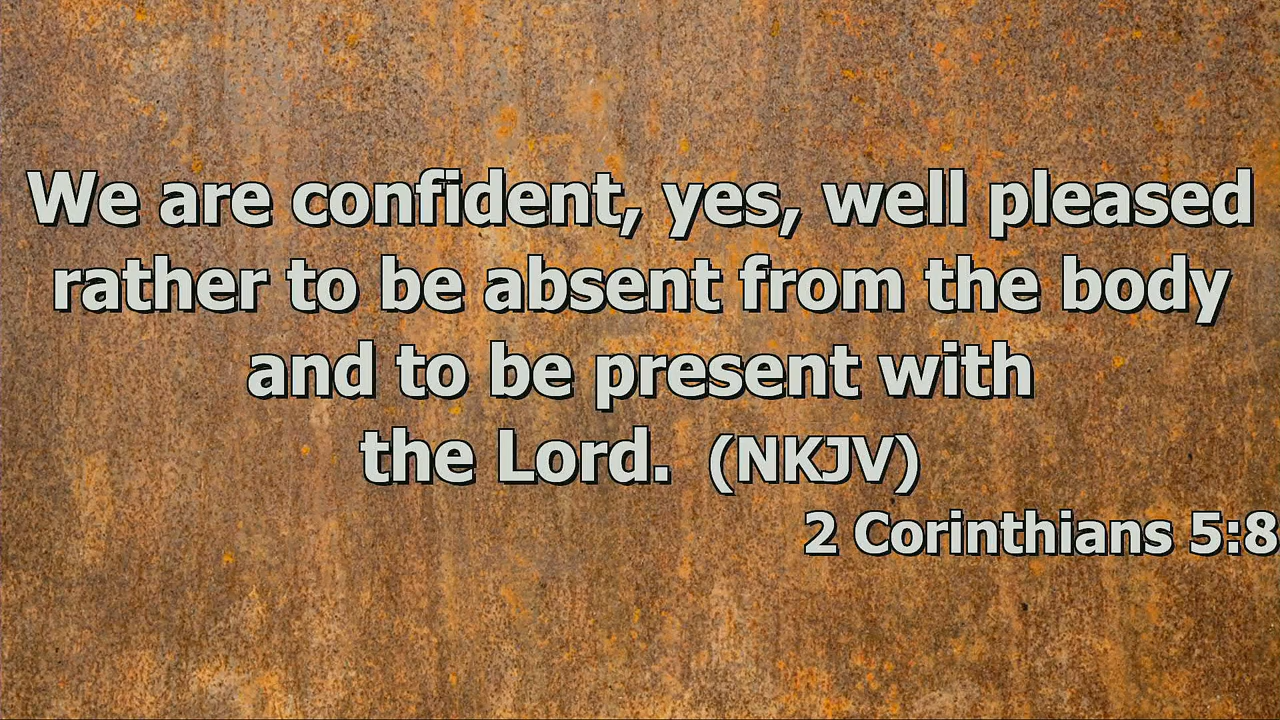 We are confident, yes, well pleased
rather to be absent from the body
and to be present with
the Lord. (NKJV)
2 Corinthians 5:8